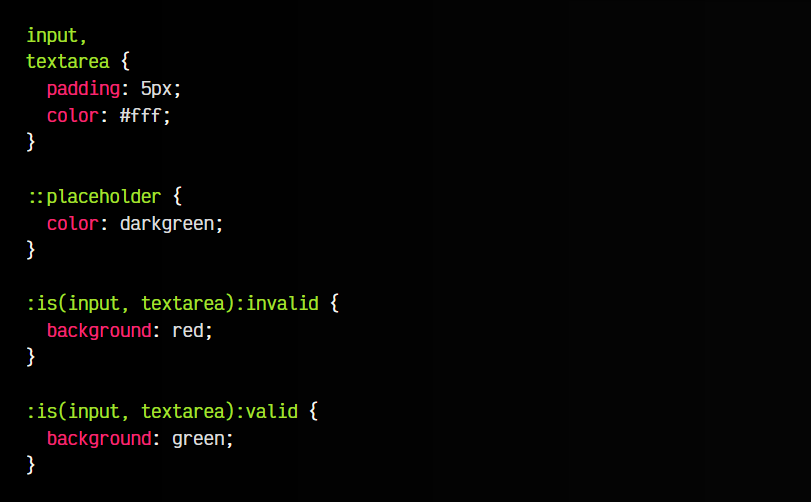 input,
textarea {
  padding: 5px;
  color: #fff;
}

::placeholder {
  color: darkgreen;
}

:is(input, textarea):invalid {
  background: red;
}

:is(input, textarea):valid {
  background: green;
}